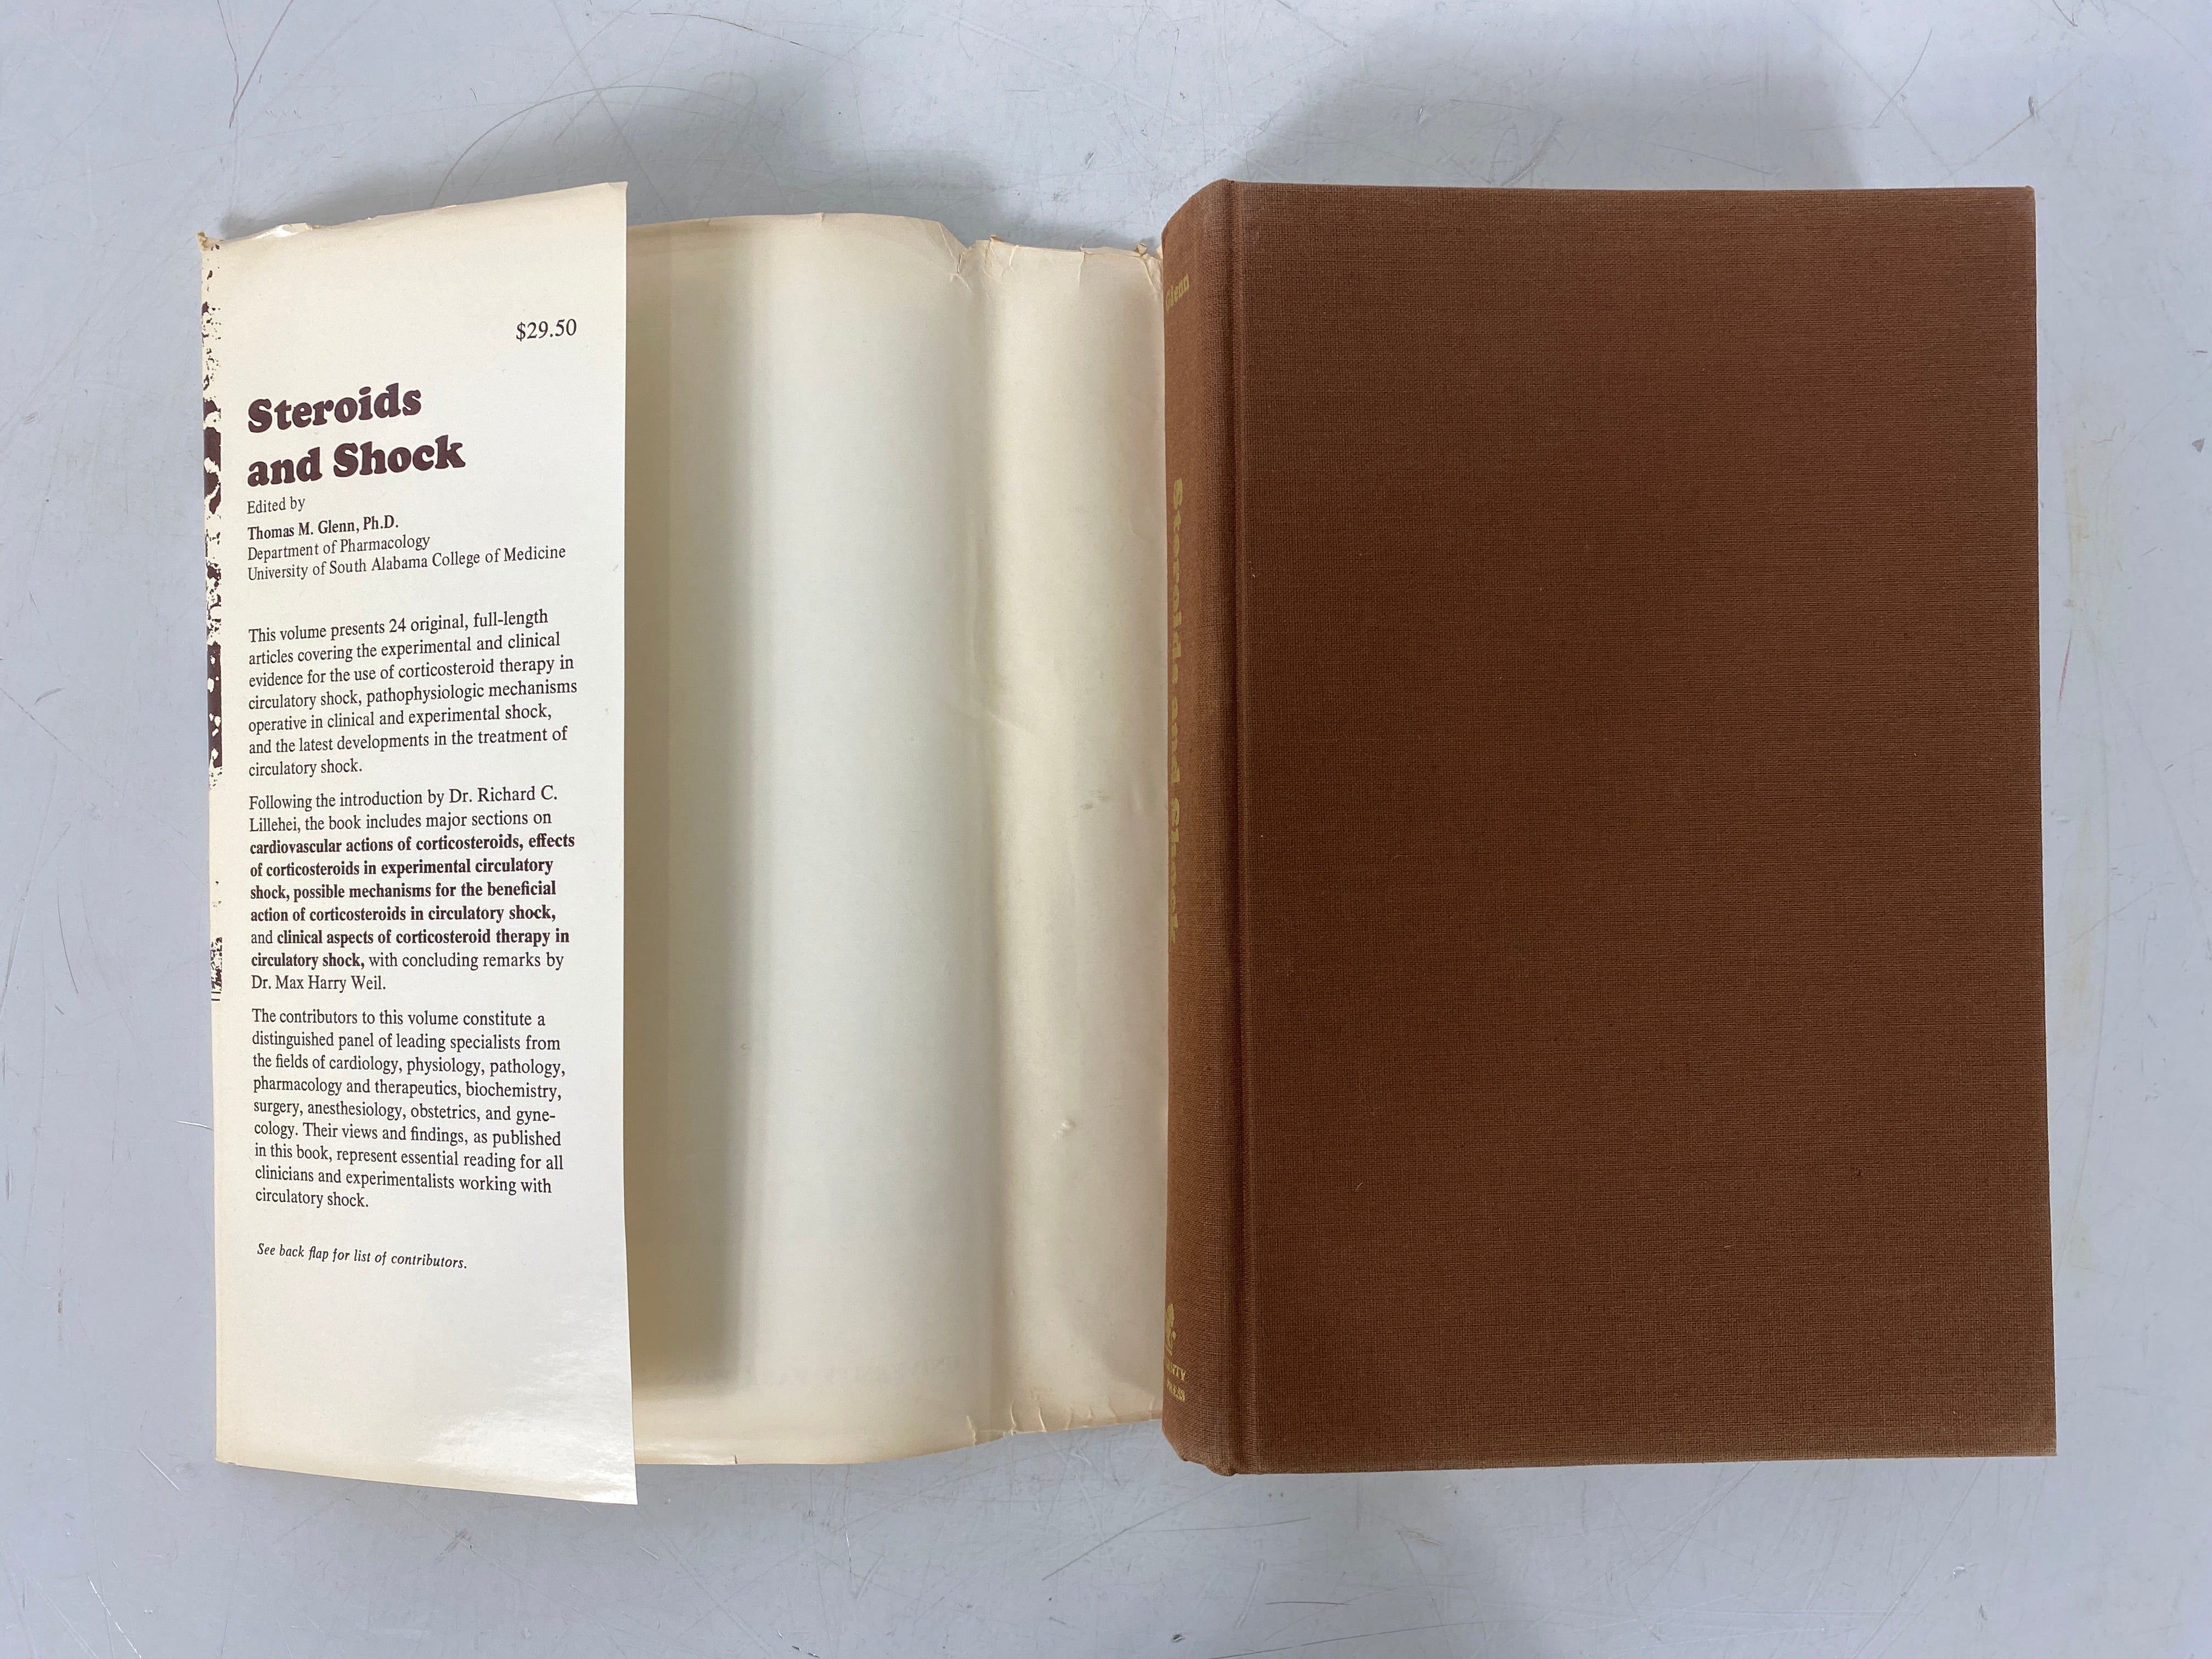 $29.50
Steroids
and Shock
Edited by
Thomas M. Glenn, Ph.D.
Department of Pharmacology
University of South Alabama College of Medicine
This volume presents 24 original, full-length
articles covering the experimental and clinical
evidence for the use of corticosteroid therapy in
circulatory shock, pathophysiologic mechanisms
operative in clinical and experimental shock,
and the latest developments in the treatment of
circulatory shock.
Following the introduction by Dr. Richard C.
Lillehei, the book includes major sections on
cardiovascular actions of corticosteroids, effects
of corticosteroids in experimental circulatory
shock, possible mechanisms for the beneficial
action of corticosteroids in circulatory shock,
and clinical aspects of corticosteroid therapy in
circulatory shock, with concluding remarks by
Dr. Max Harry Weil.
The contributors to this volume constitute a
distinguished panel of leading specialists from
the fields of cardiology, physiology, pathology,
pharmacology and therapeutics, biochemistry,
surgery, anesthesiology, obstetrics, and gyne-
cology. Their views and findings, as published
in this book, represent essential reading for all
clinicians and experimentalists working with
circulatory shock.
See back flap for list of contributors.
Glenn
Steroids and Shock
PRESS